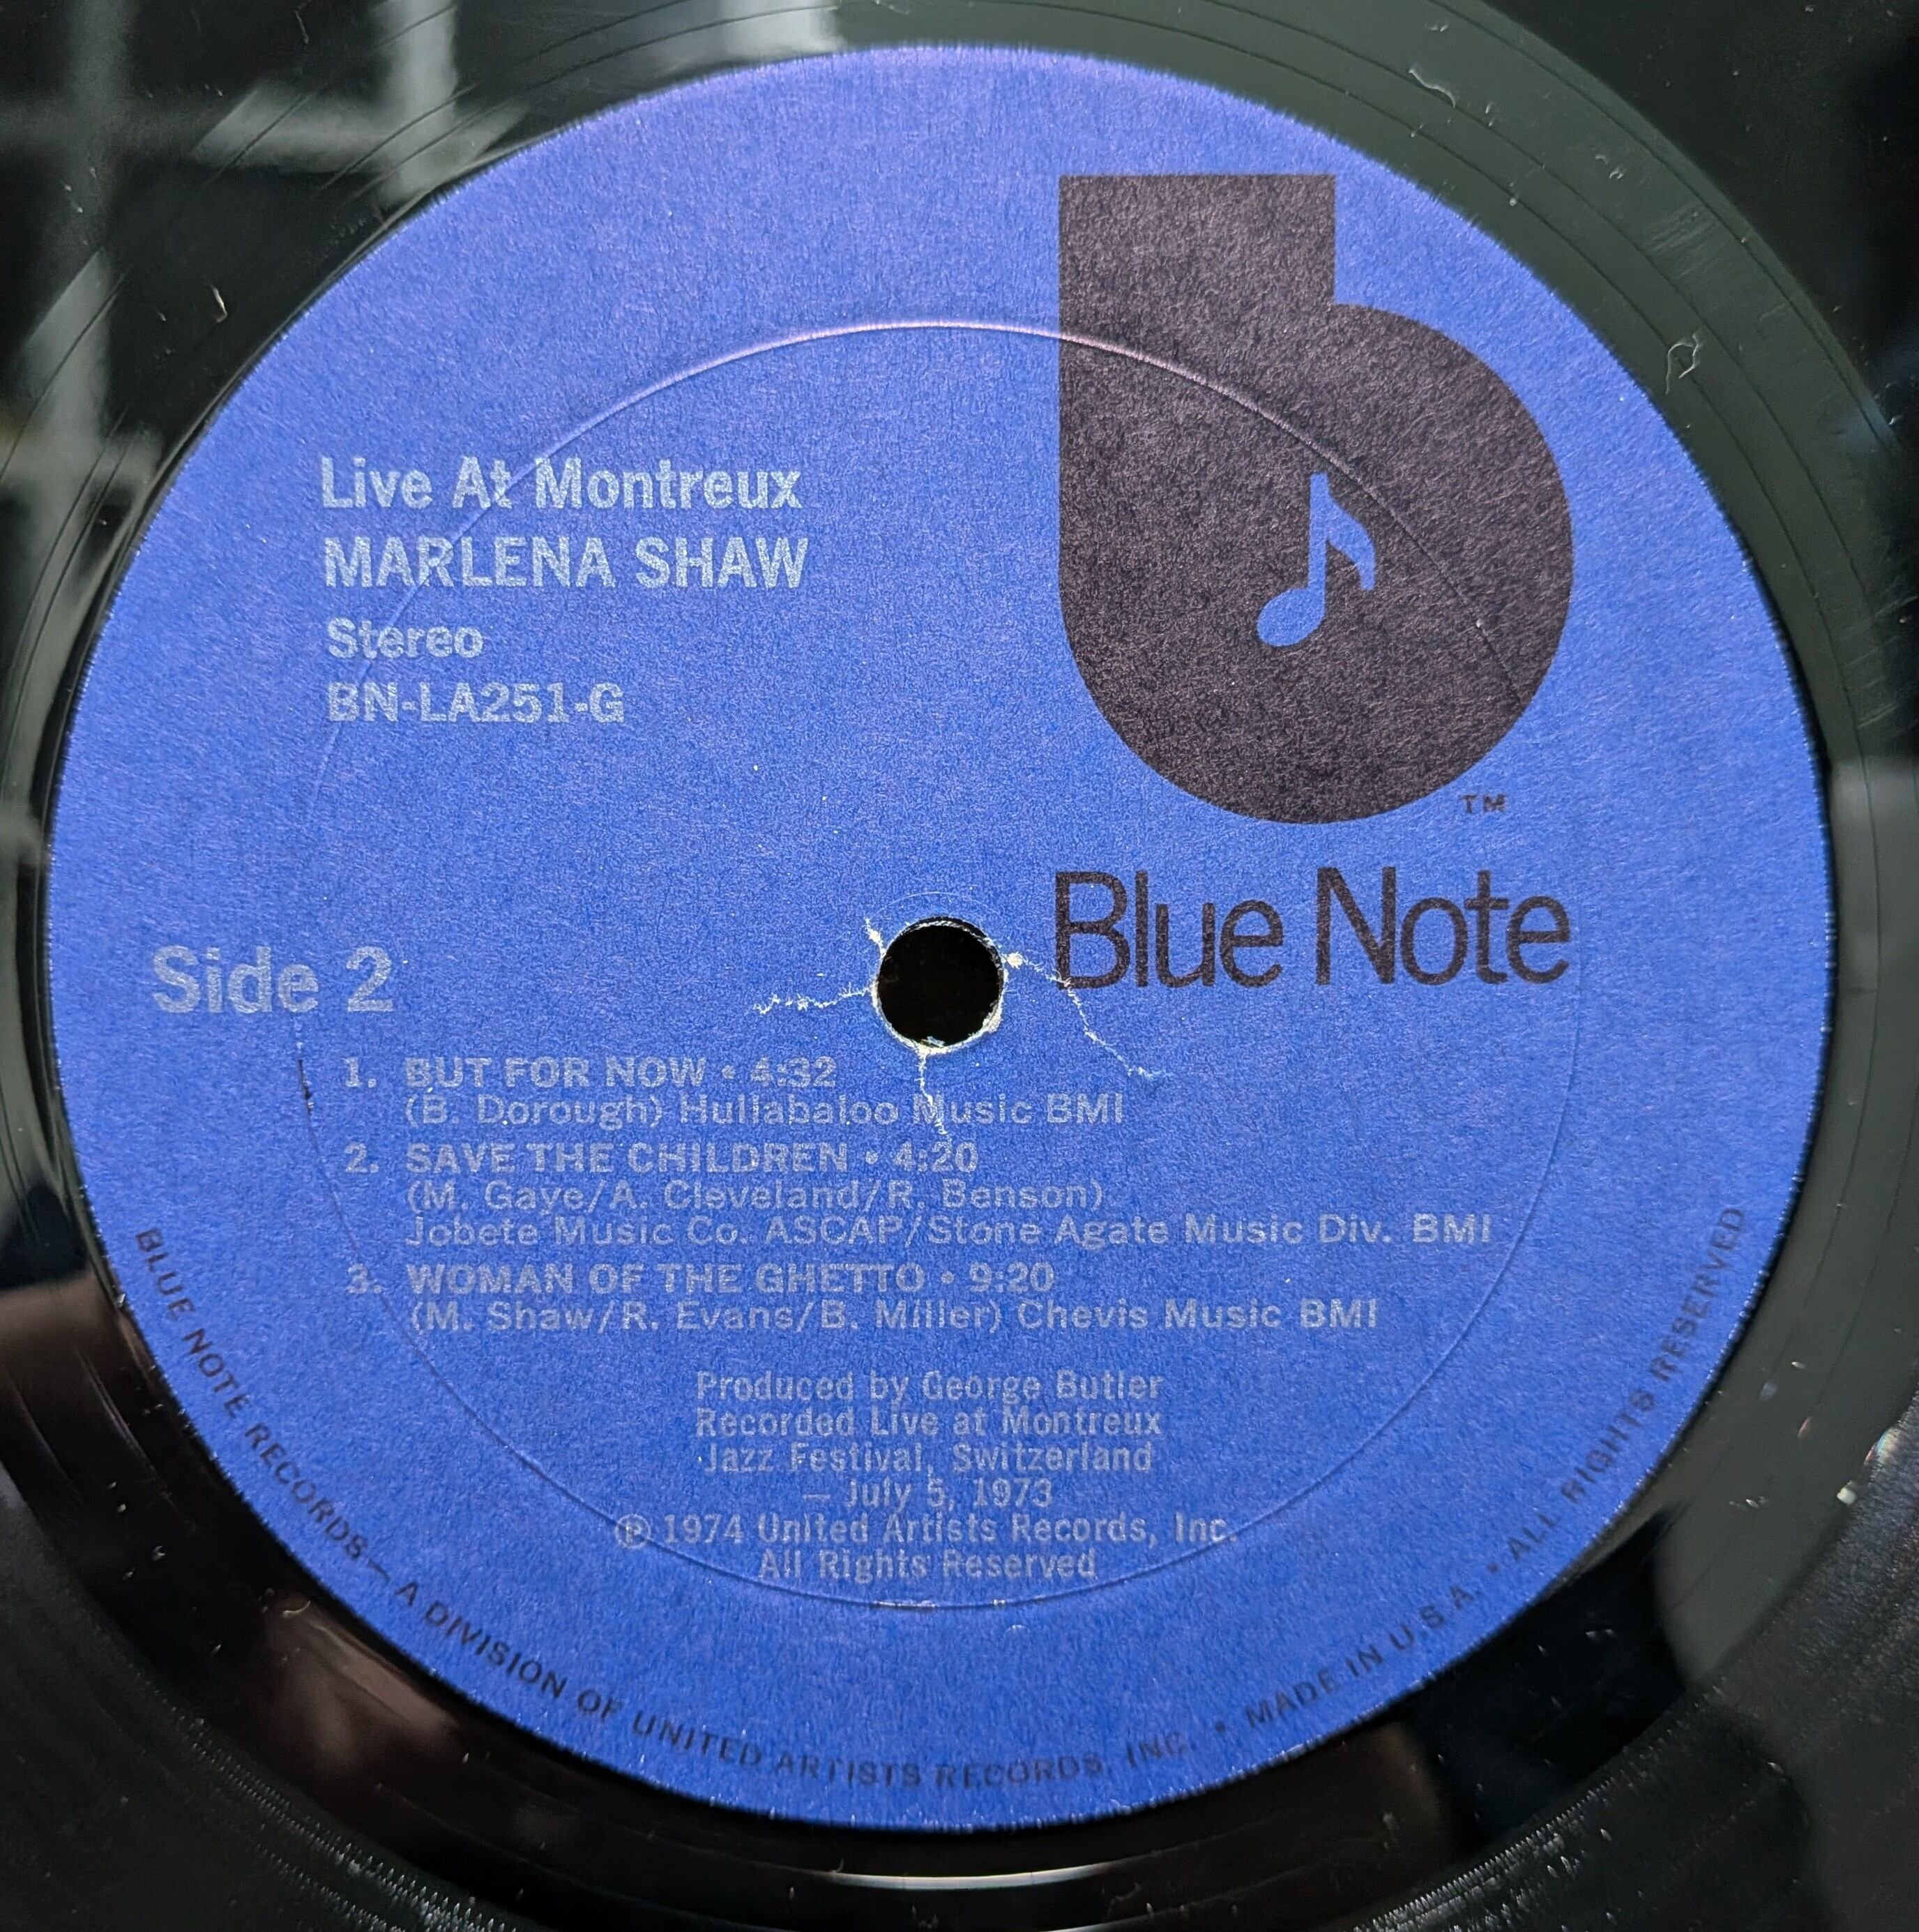 Live At Montreux
MARLENA SHAW
Stereo
BN-LA251-G
TM
Blue Note
Side 2
1. BUT FOR NOW • 4:32
(B. Dorough) Hullabaloo Music BMI
2. SAVE THE CHILDREN • 4:20
(M. Gaye/A. Cleveland/R. Benson)
Jobete Music Co. ASCAP/Stone Agate Music Div. BMI
3. WOMAN OF THE GHETTO • 9:20
(M. Shaw/R. Evans/B. Miller) Chevis Music BMI
Produced by George Butler
Recorded Live at Montreux
Jazz Festival, Switzerland
— July 5, 1973
℗ 1974 United Artists Records, Inc.
All Rights Reserved
BLUE NOTE RECORDS — A DIVISION OF UNITED ARTISTS RECORDS, INC. • MADE IN U.S.A. • ALL RIGHTS RESERVED